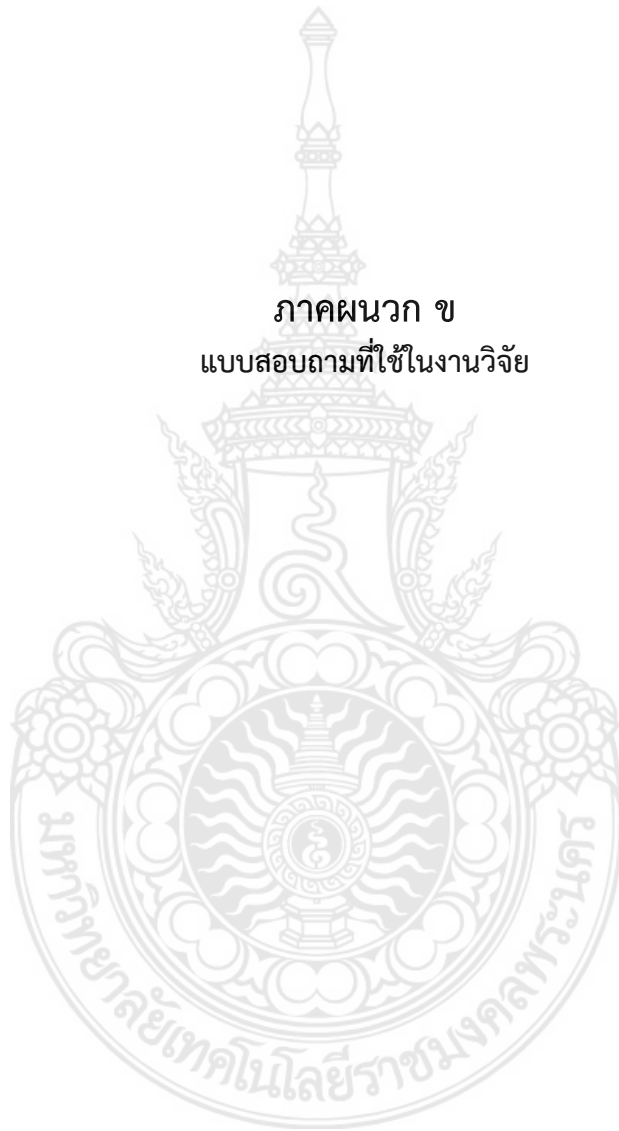 ภาคผนวก ข
แบบสอบถามที่ใช้ในงานวิจัย
มหาวิทยาลัยเทคโนโลยีราชมงคลพระนคร